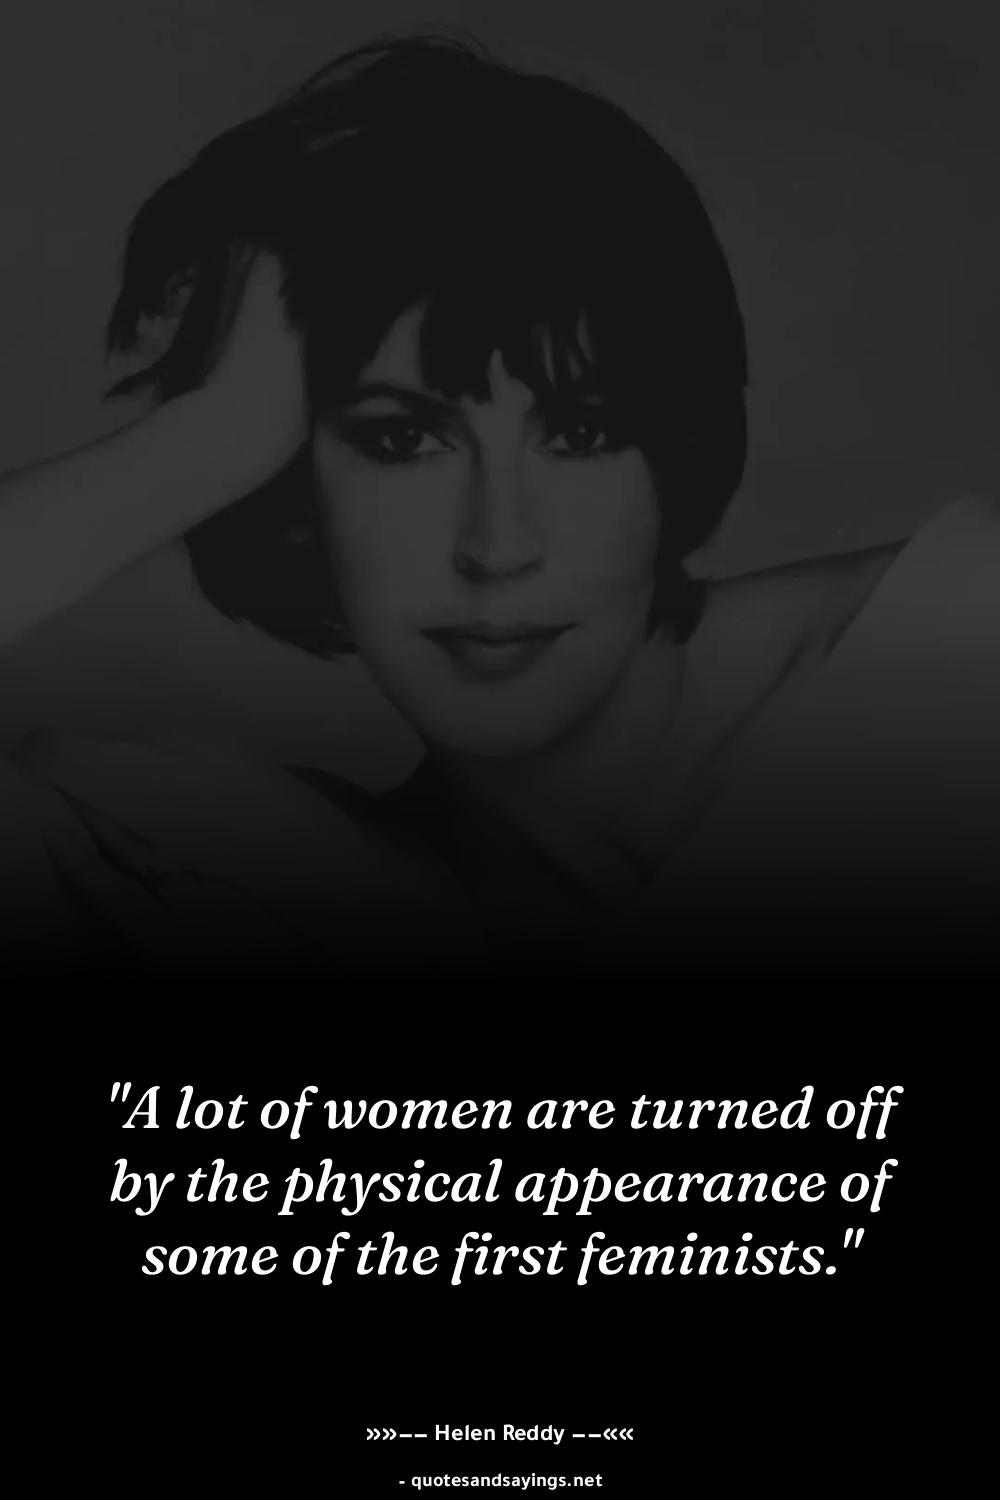 "A lot of women are turned off
by the physical appearance of
some of the first feminists."
»»–– Helen Reddy ––««
- quotesandsayings.net